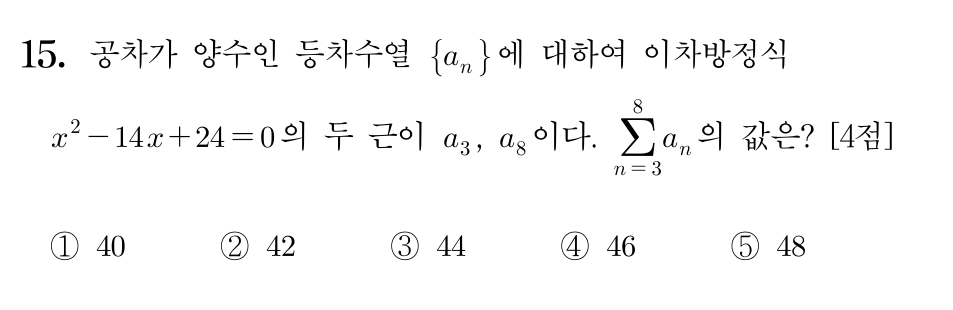 15. 공차가 양수인 등차수열 {aₙ}에 대하여 이차방정식
x² − 14x + 24 = 0의 두 근이 a₃, a₈이다. ∑_{n=3}^{8} aₙ의 값은? [4점]
① 40 ② 42 ③ 44 ④ 46 ⑤ 48